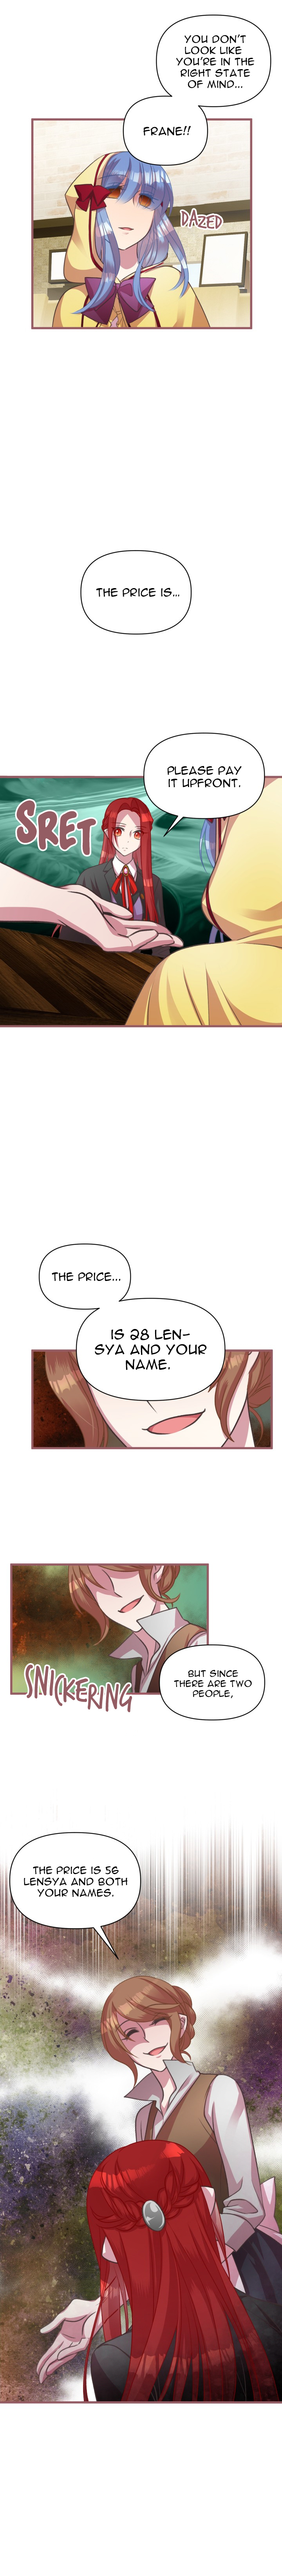 YOU DON'T
LOOK LIKE
YOU'RE IN THE
RIGHT STATE
OF MIND...
FRANE!!
DAZED
THE PRICE IS...
PLEASE PAY
IT UPFRONT.
SRET
THE PRICE...
IS 28 LEN-
SYA AND YOUR
NAME.
SNICKERING
BUT SINCE
THERE ARE TWO
PEOPLE,
THE PRICE IS 56
LENSYA AND BOTH
YOUR NAMES.